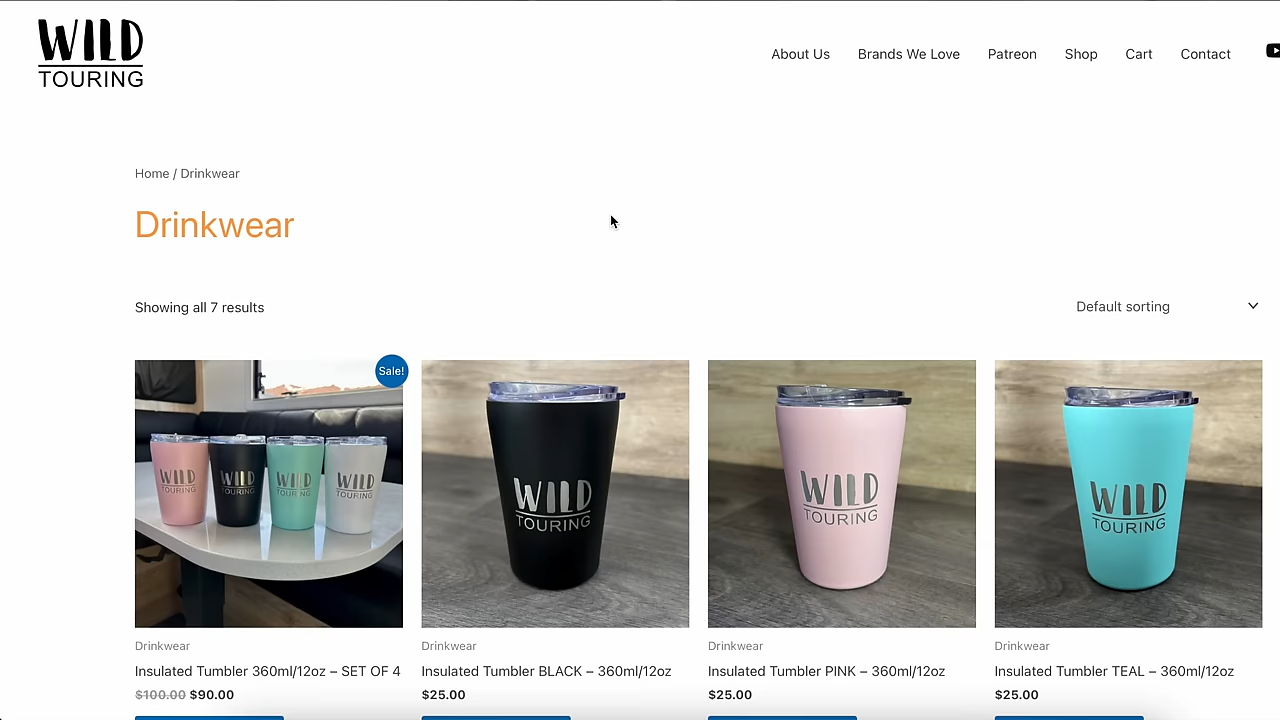 WILD
TOURING
About Us
Brands We Love
Patreon
Shop
Cart
Contact
Home / Drinkwear
Drinkwear
Showing all 7 results
Default sorting
Sale!
WILD
TOURING
WILD
TOURING
WILD
TOURING
WILD
TOURING
WILD
TOURING
WILD
TOURING
WILD
TOURING
Drinkwear
Insulated Tumbler 360ml/12oz – SET OF 4
$100.00 $90.00
Drinkwear
Insulated Tumbler BLACK – 360ml/12oz
$25.00
Drinkwear
Insulated Tumbler PINK – 360ml/12oz
$25.00
Drinkwear
Insulated Tumbler TEAL – 360ml/12oz
$25.00